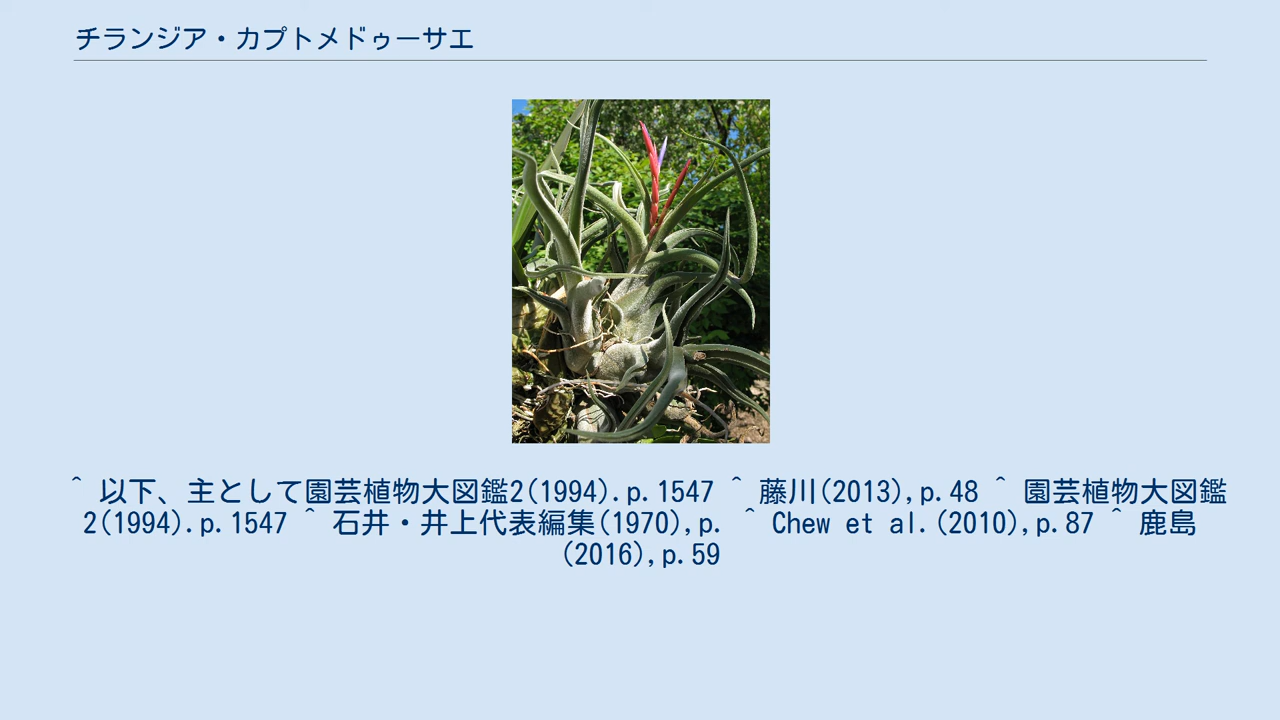 チランジア・カプトメドゥーサエ
^ 以下、主として園芸植物大図鑑2(1994).p.1547 ^ 藤川(2013),p.48 ^ 園芸植物大図鑑
2(1994).p.1547 ^ 石井・井上代表編集(1970),p. ^ Chew et al.(2010),p.87 ^ 鹿島
(2016),p.59